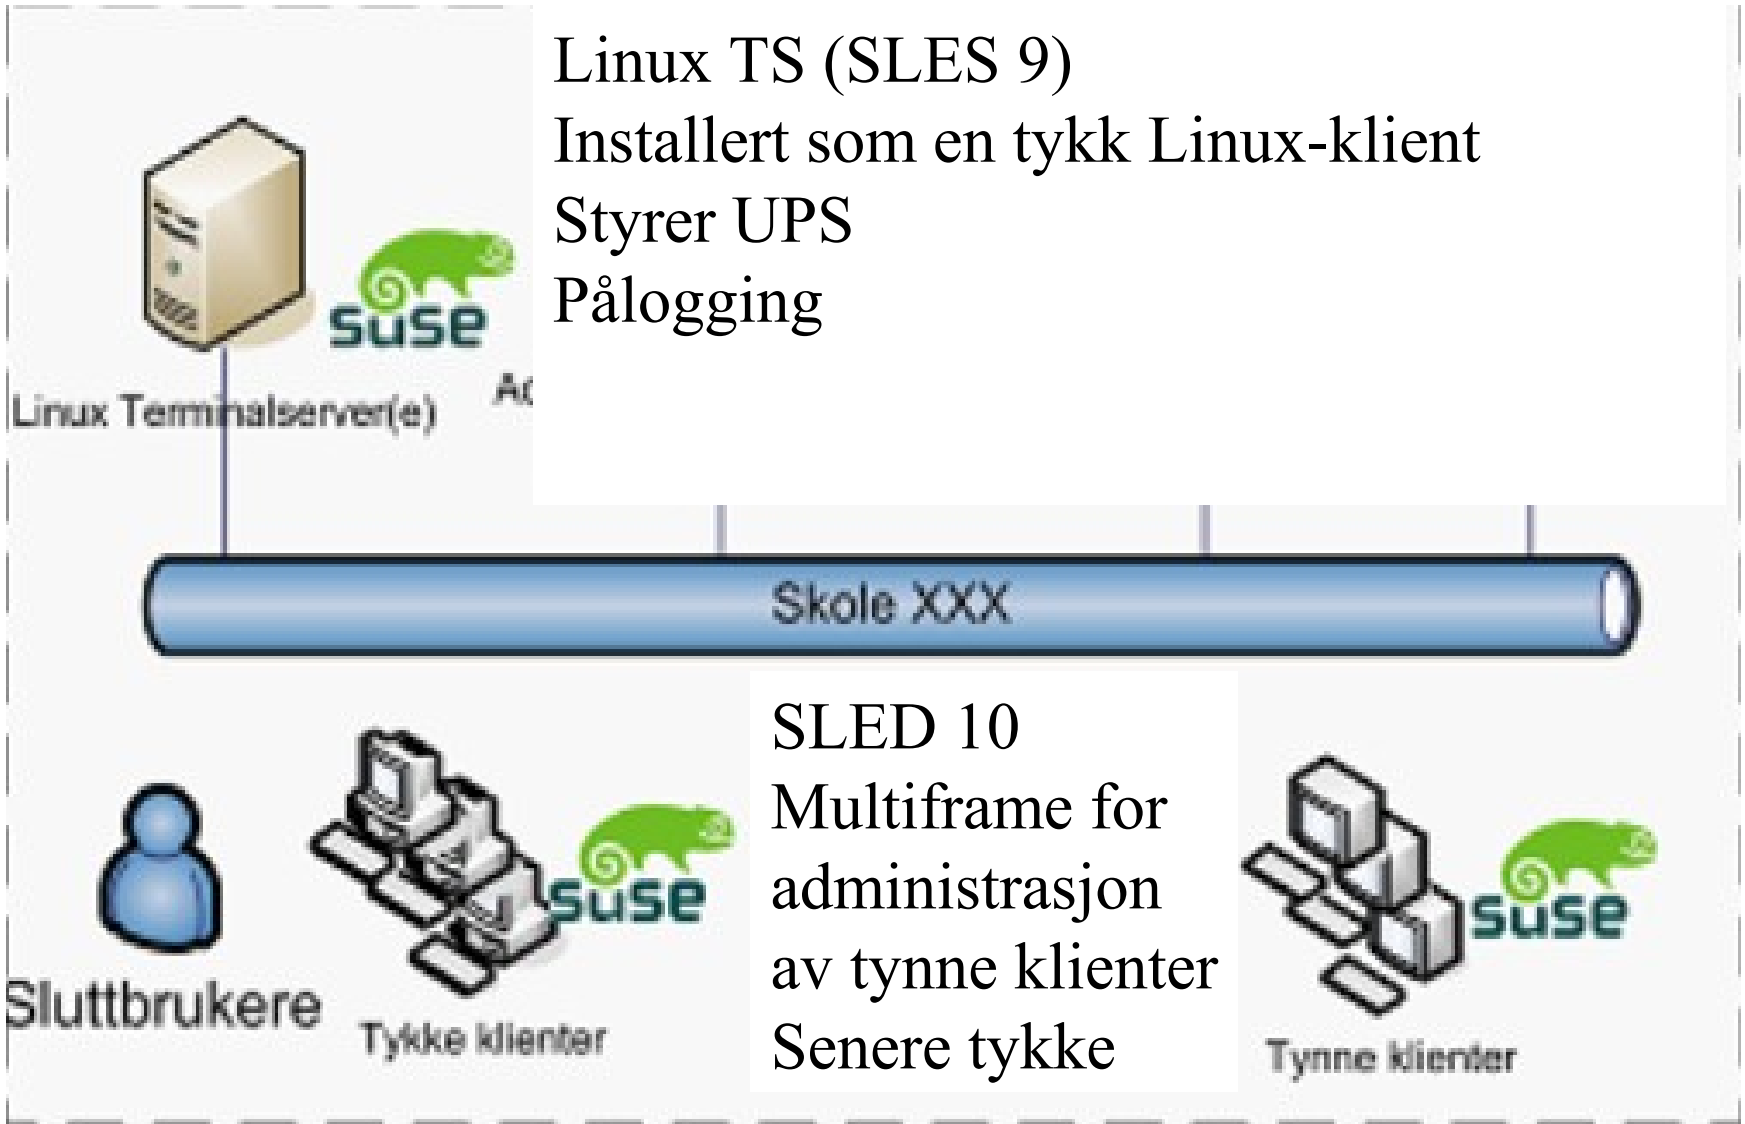 Linux TS (SLES 9)
Installert som en tykk Linux-klient
Styrer UPS
Pålogging
suse
Linux Terminalserver(e)
Skole XXX
SLED 10
Multiframe for
administrasjon
av tynne klienter
Senere tykke
suse
suse
Sluttbrukere
Tykke klienter
Tynne klienter